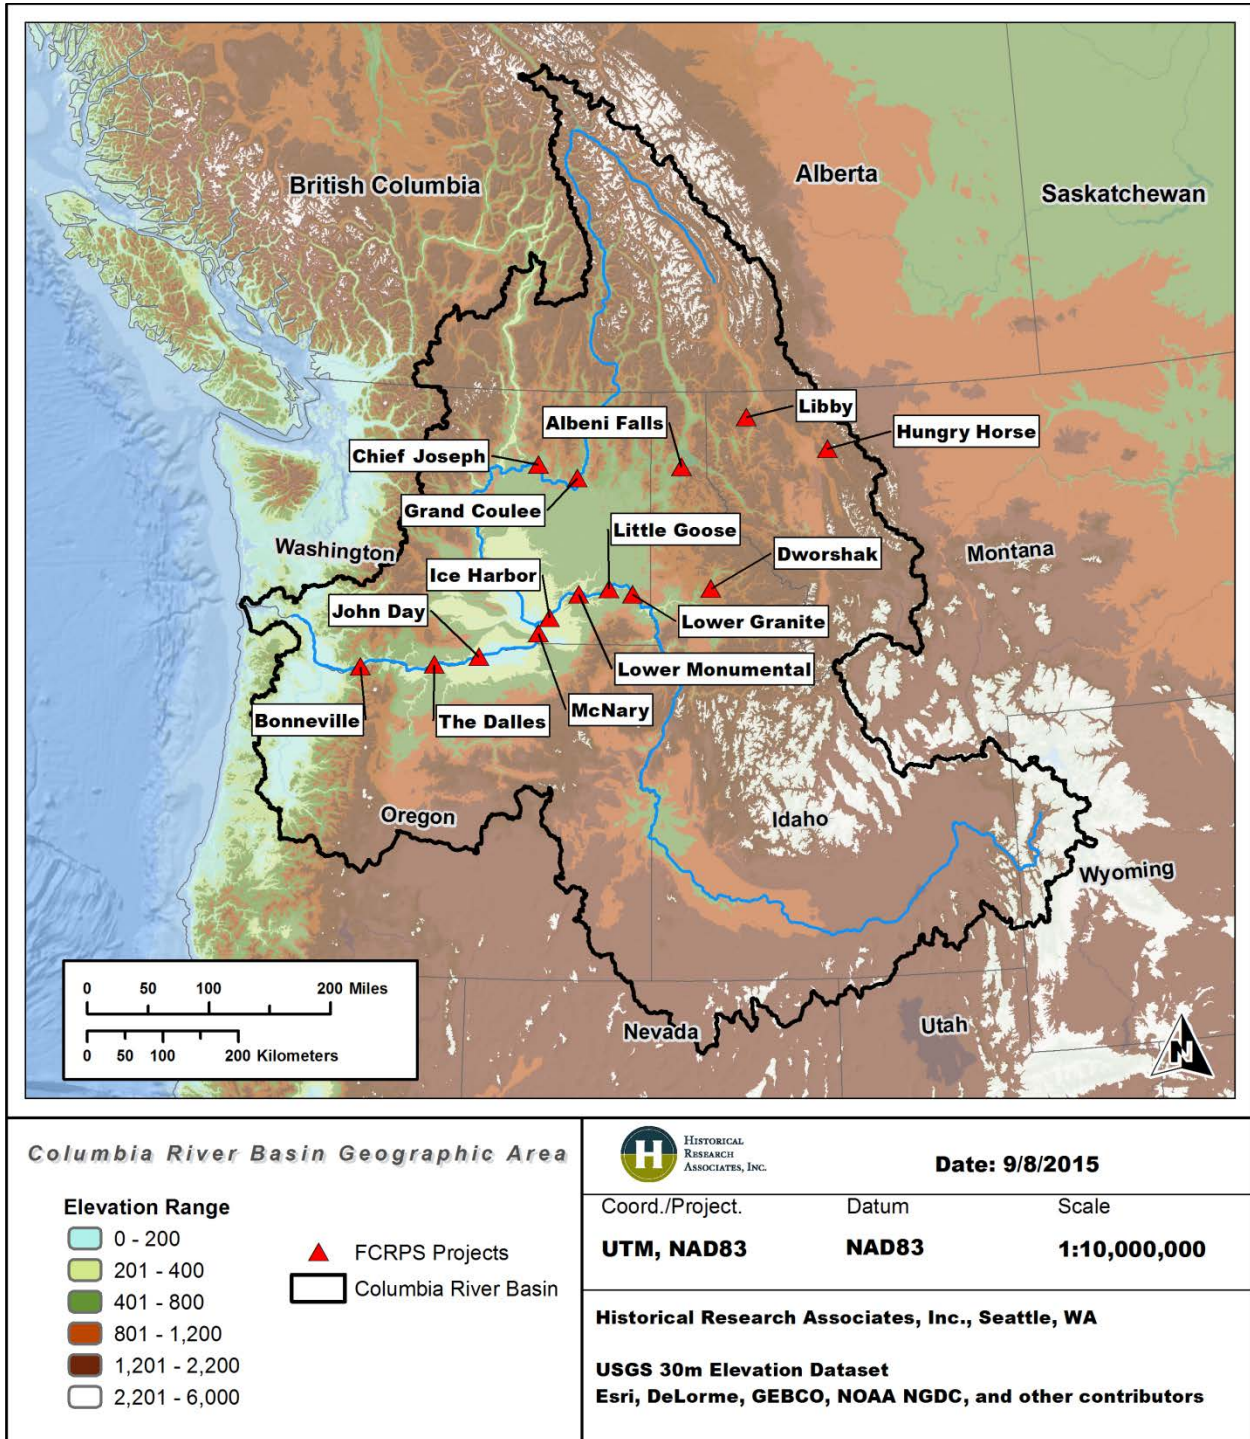 British Columbia
Alberta
Saskatchewan
Libby
Albeni Falls
Hungry Horse
Chief Joseph
Grand Coulee
Little Goose
Washington
Montana
Dworshak
Ice Harbor
John Day
Lower Granite
Lower Monumental
McNary
Bonneville
The Dalles
Oregon
Idaho
Wyoming
0 50 100 200 Miles
0 50 100 200 Kilometers
Nevada
Utah
N
Columbia River Basin Geographic Area
Elevation Range
0 - 200
201 - 400
401 - 800
801 - 1,200
1,201 - 2,200
2,201 - 6,000
FCRPS Projects
Columbia River Basin
H
HISTORICAL
RESEARCH
ASSOCIATES, INC.
Date: 9/8/2015
Coord./Project. Datum Scale
UTM, NAD83 NAD83 1:10,000,000
Historical Research Associates, Inc., Seattle, WA
USGS 30m Elevation Dataset
Esri, DeLorme, GEBCO, NOAA NGDC, and other contributors